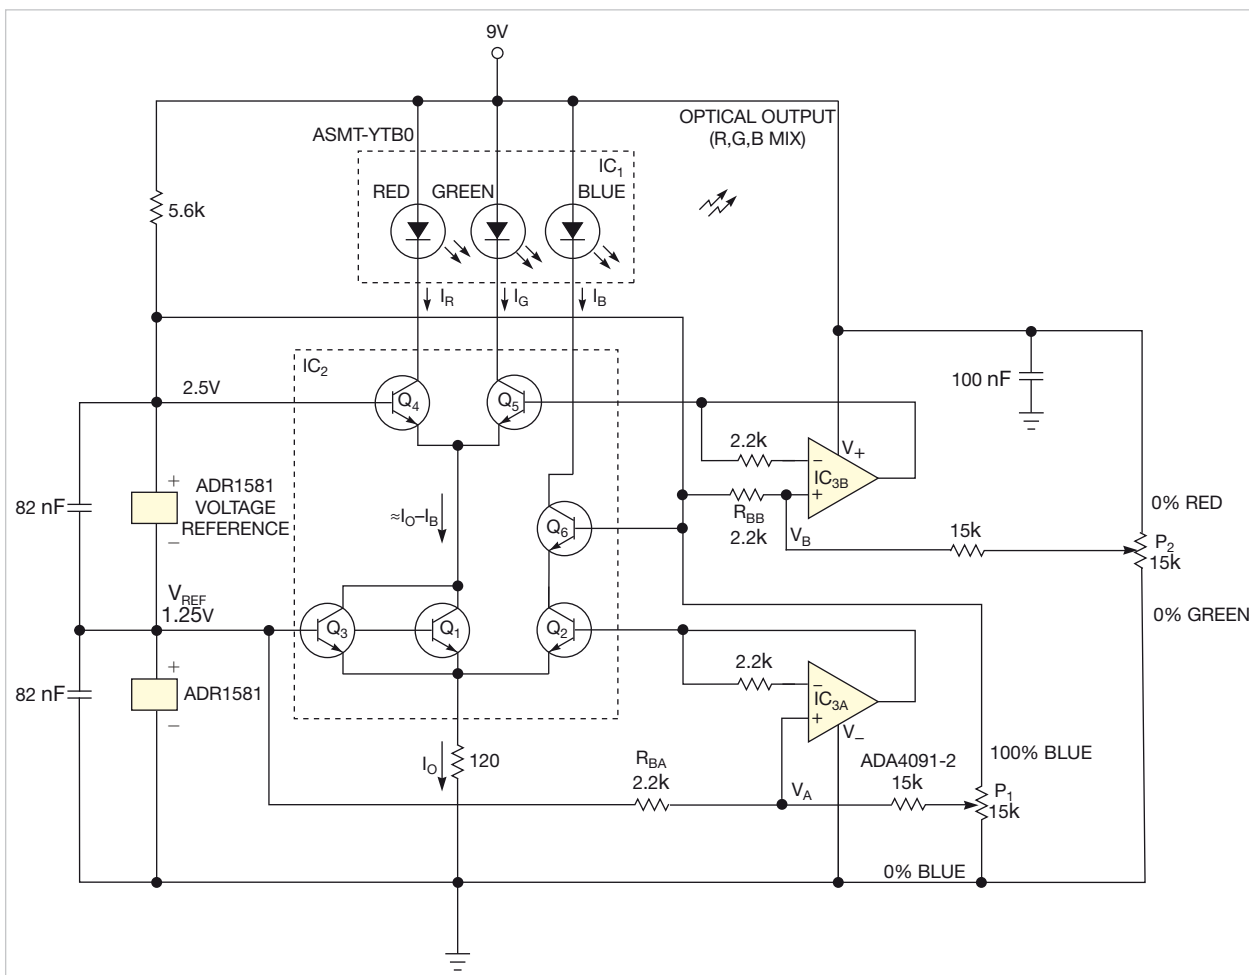 9V
ASMT-YTB0
OPTICAL OUTPUT
(R,G,B MIX)
IC1
RED
GREEN
BLUE
5.6k
IR
IG
IB
IC2
2.5V
Q4
Q5
100 nF
2.2k
V+
−
IC3B
+
+
ADR1581
VOLTAGE
REFERENCE
−
82 nF
≈IO–IB
Q6
RBB
2.2k
VB
0% RED
15k
P2
15k
VREF
1.25V
0% GREEN
Q3
Q1
Q2
+
ADR1581
−
82 nF
2.2k
−
IC3A
+
V−
IO
120
RBA
2.2k
VA
ADA4091-2
15k
100% BLUE
P1
15k
0% BLUE